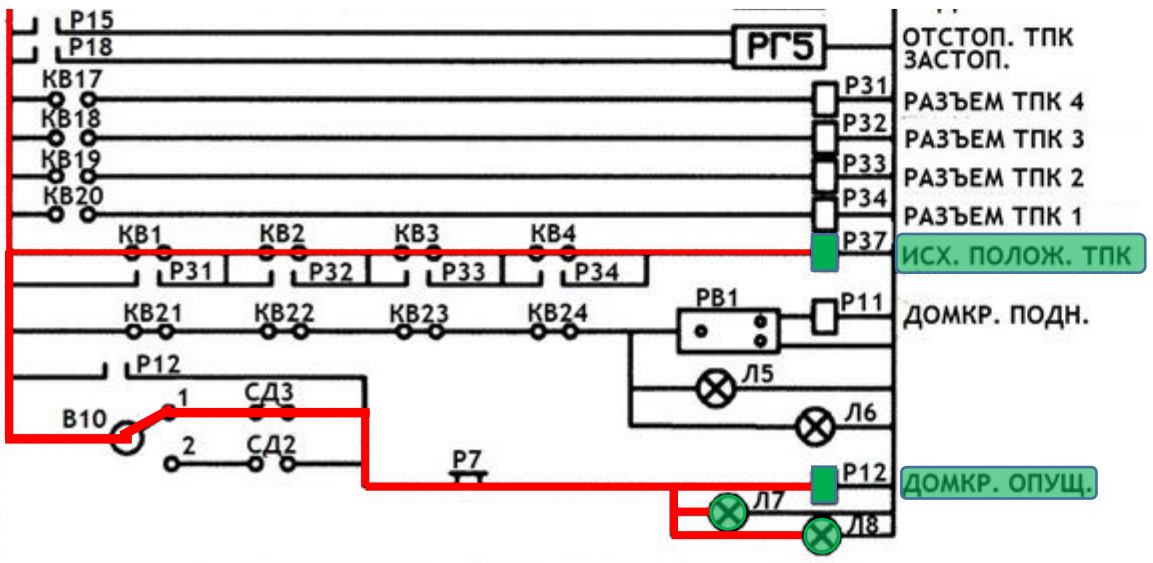 Р15
Р18
РГ5
ОТСТОП. ТПК
ЗАСТОП.
КВ17
Р31
РАЗЪЕМ ТПК 4
КВ18
Р32
РАЗЪЕМ ТПК 3
КВ19
Р33
РАЗЪЕМ ТПК 2
КВ20
Р34
РАЗЪЕМ ТПК 1
КВ1 КВ2 КВ3 КВ4
Р37
ИСХ. ПОЛОЖ. ТПК
Р31 Р32 Р33 Р34
КВ21 КВ22 КВ23 КВ24
РВ1
Р11
ДОМКР. ПОДН.
Р12
Л5
В10
1
СД3
Л6
2
СД2
Р7
Р12
ДОМКР. ОПУЩ.
Л7
Л8